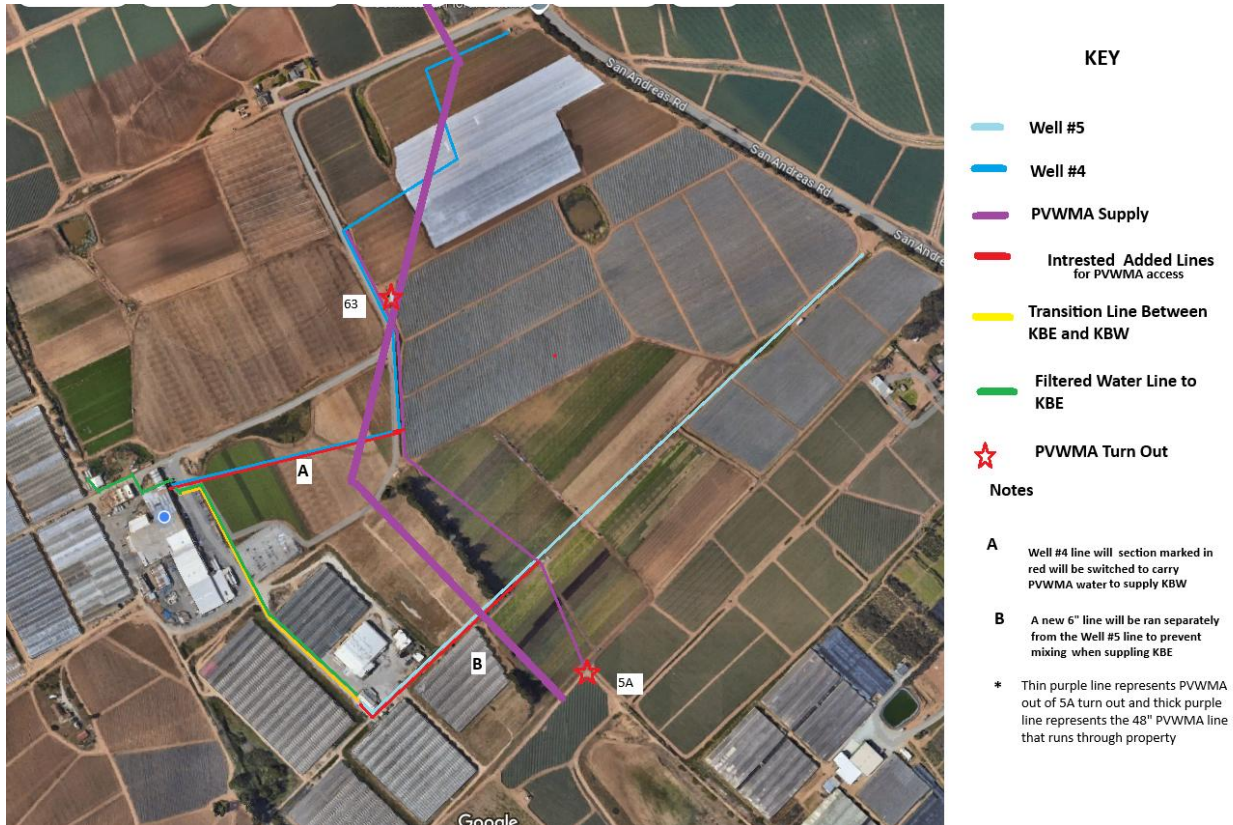 San Andreas Rd
San Andreas Rd
San Andre
63
A
B
5A
Google
KEY
Well #5
Well #4
PVWMA Supply
Intrested Added Lines
for PVWMA access
Transition Line Between
KBE and KBW
Filtered Water Line to
KBE
PVWMA Turn Out
Notes
A
Well #4 line will section marked in
red will be switched to carry
PVWMA water to supply KBW
B
A new 6" line will be ran separately
from the Well #5 line to prevent
mixing when suppling KBE
* Thin purple line represents PVWMA
out of 5A turn out and thick purple
line represents the 48" PVWMA line
that runs through property